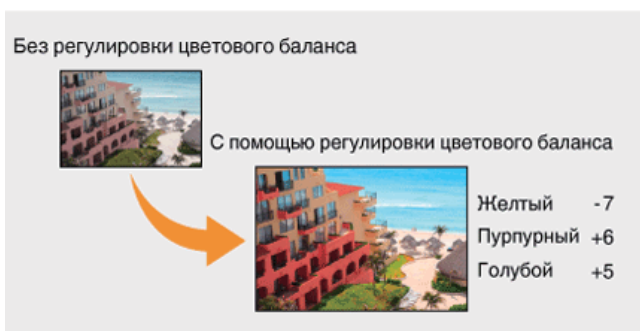 Без регулировки цветового баланса
С помощью регулировки цветового баланса
Желтый -7
Пурпурный +6
Голубой +5